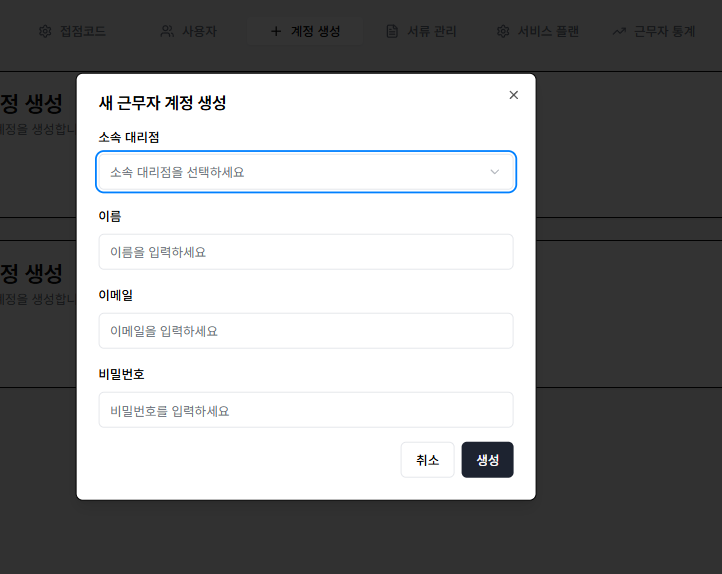 접점코드 사용자 계정 생성 서류 관리 서비스 플랜 근무자 통계
정 생성
계정을 생성합니
정 생성
계정을 생성합니
새 근무자 계정 생성
소속 대리점
소속 대리점을 선택하세요
이름
이름을 입력하세요
이메일
이메일을 입력하세요
비밀번호
비밀번호를 입력하세요
취소 생성